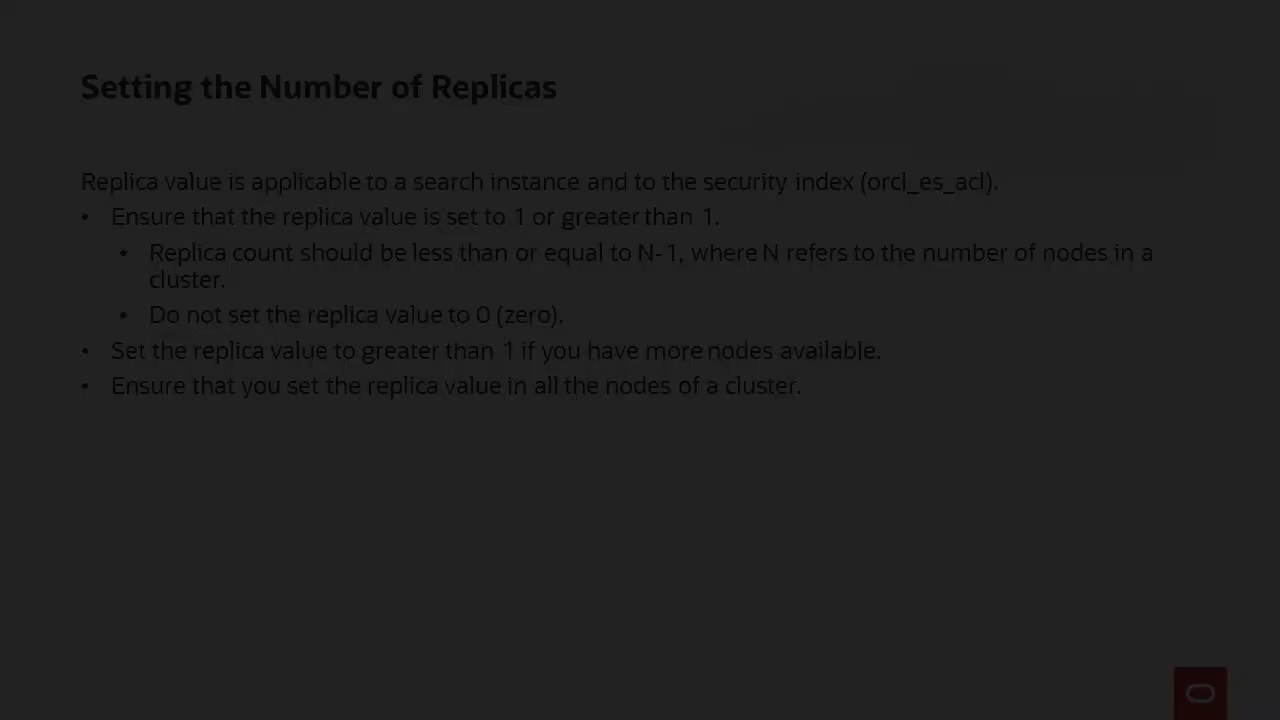 Setting the Number of Replicas
Replica value is applicable to a search instance and to the security index (orcl_es_acl).
• Ensure that the replica value is set to 1 or greater than 1.
• Replica count should be less than or equal to N-1, where N refers to the number of nodes in a
cluster.
• Do not set the replica value to 0 (zero).
• Set the replica value to greater than 1 if you have more nodes available.
• Ensure that you set the replica value in all the nodes of a cluster.